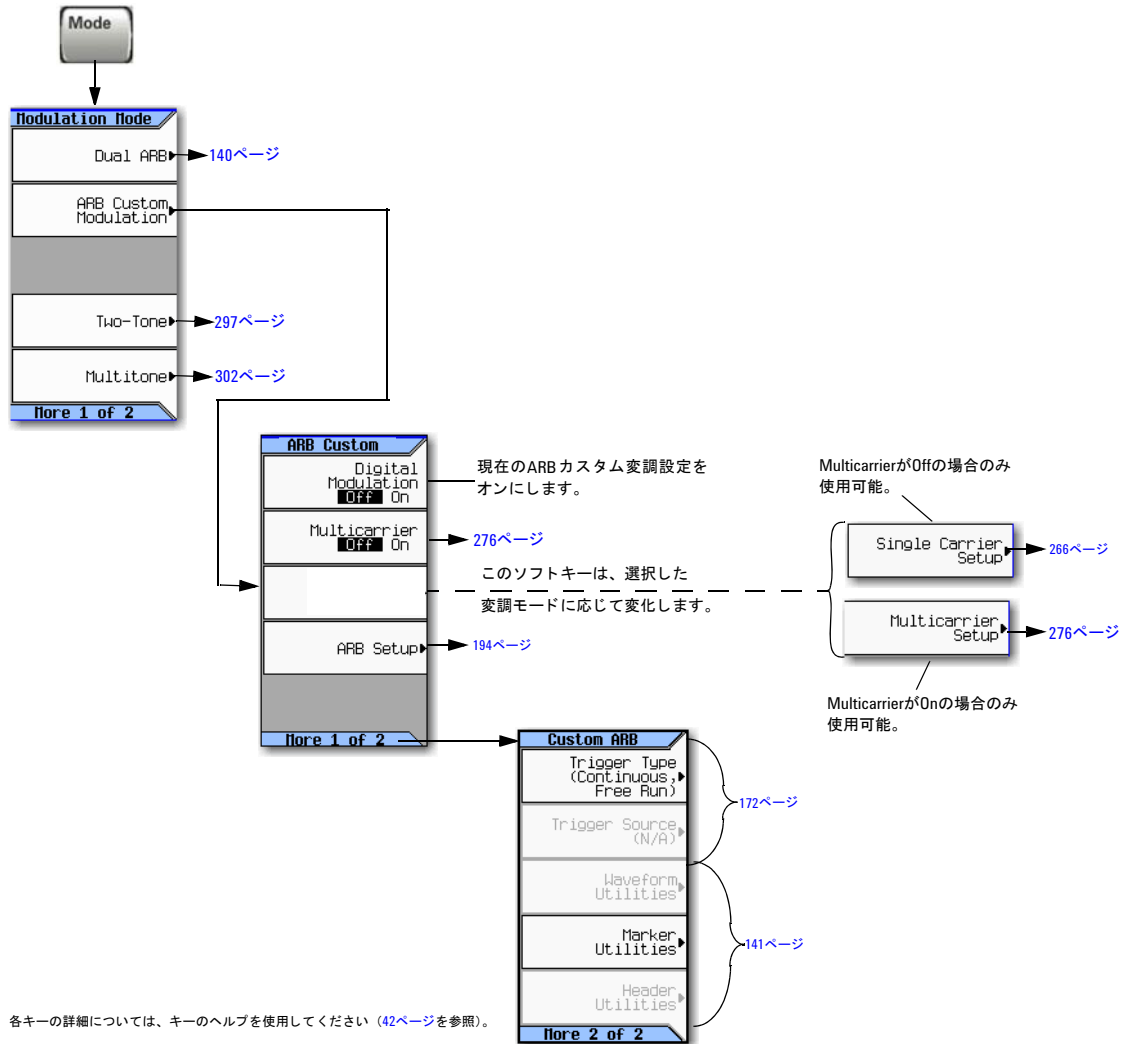 Mode
Modulation Mode
Dual ARB
140ページ
ARB Custom
Modulation
Two-Tone
297ページ
Multitone
302ページ
More 1 of 2
ARB Custom
Digital
Modulation
Off On
現在のARBカスタム変調設定を
オンにします。
Multicarrier
Off On
276ページ
このソフトキーは、選択した
変調モードに応じて変化します。
ARB Setup
194ページ
More 1 of 2
MulticarrierがOffの場合のみ
使用可能。
Single Carrier
Setup
266ページ
Multicarrier
Setup
276ページ
MulticarrierがOnの場合のみ
使用可能。
Custom ARB
Trigger Type
(Continuous,
Free Run)
Trigger Source
(N/A)
172ページ
Waveform
Utilities
Marker
Utilities
141ページ
Header
Utilities
More 2 of 2
各キーの詳細については、キーのヘルプを使用してください（42ページを参照）。